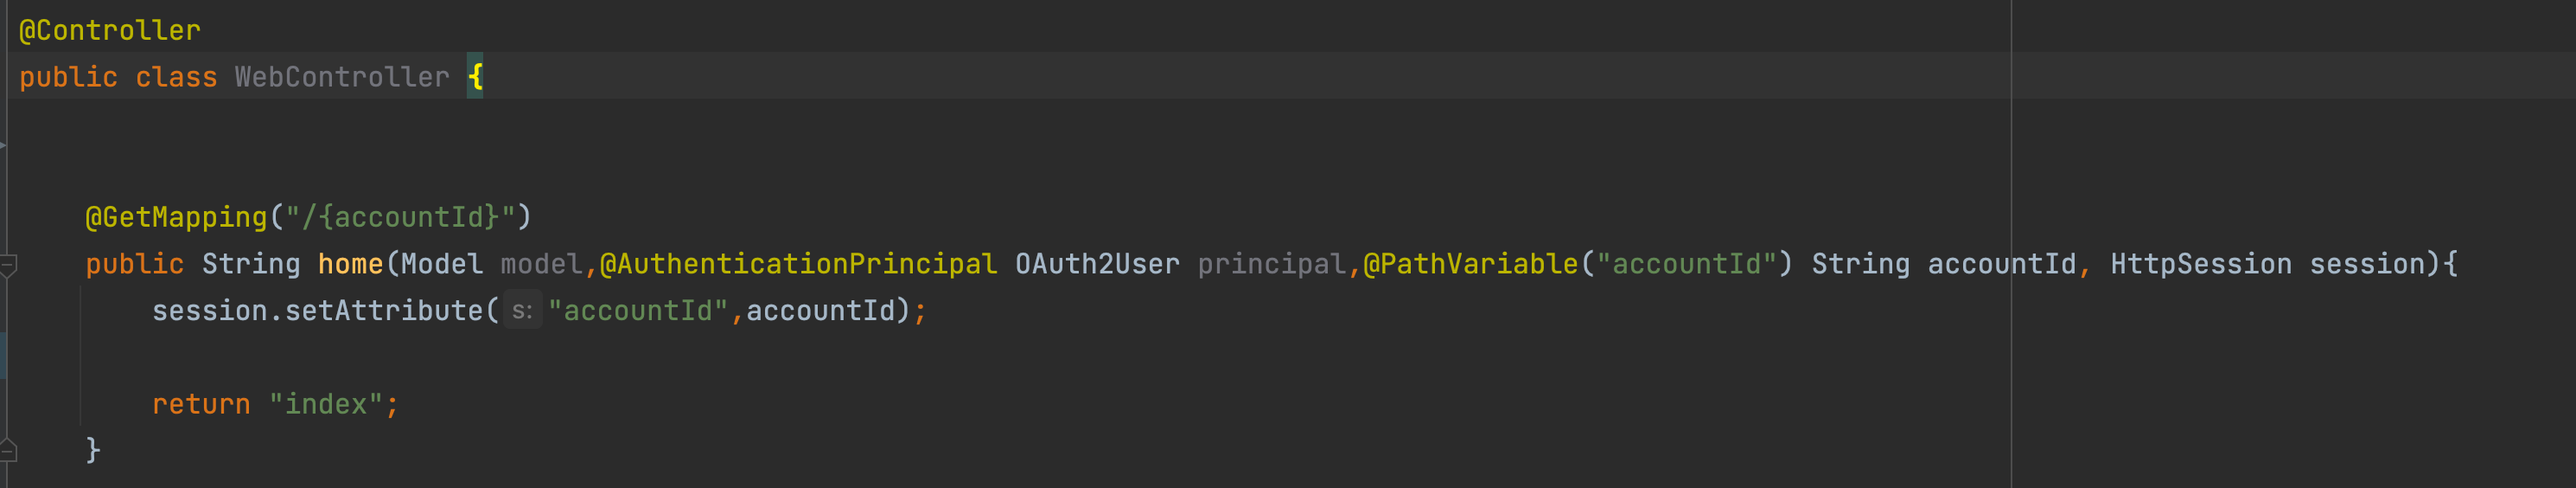 @Controller
public class WebController {
@GetMapping("/{accountId}")
public String home(Model model,@AuthenticationPrincipal OAuth2User principal,@PathVariable("accountId") String accountId, HttpSession session){
session.setAttribute( s: "accountId",accountId);
return "index";
}